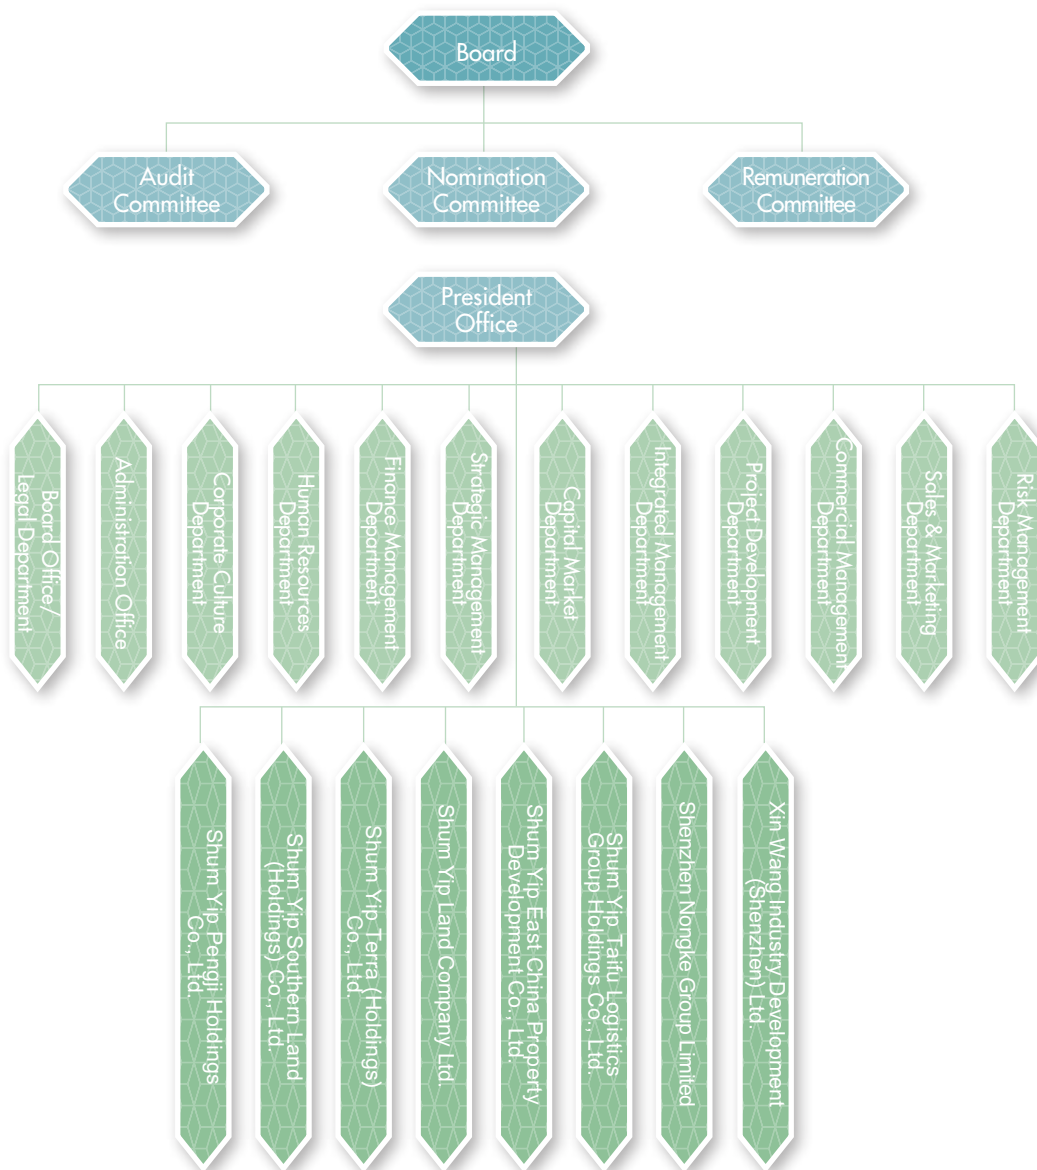 Board
Audit
Committee
Nomination
Committee
Remuneration
Committee
President
Office
Board Office/
Legal Department
Administration Office
Corporate Culture
Department
Human Resources
Department
Finance Management
Department
Strategic Management
Department
Capital Market
Department
Integrated Management
Department
Project Development
Department
Commercial Management
Department
Sales & Marketing
Department
Risk Management
Department
Shum Yip Pengji Holdings
Co., Ltd.
Shum Yip Southern Land
(Holdings) Co., Ltd.
Shum Yip Terra (Holdings)
Co., Ltd.
Shum Yip Land Company Ltd.
Shum Yip East China Property
Development Co., Ltd.
Shum Yip Taifu Logistics
Group Holdings Co., Ltd.
Shenzhen Nongke Group Limited
Xin Wang Industry Development
(Shenzhen) Ltd.